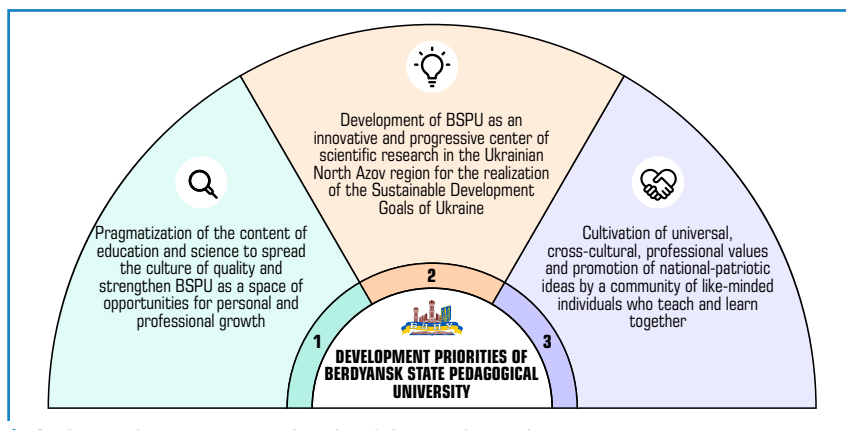 Pragmatization of the content of
education and science to spread
the culture of quality and
strengthen BSPU as a space of
opportunities for personal and
professional growth
1
Development of BSPU as an
innovative and progressive center of
scientific research in the Ukrainian
North Azov region for the realization
of the Sustainable Development
Goals of Ukraine
2
Cultivation of universal,
cross-cultural, professional values
and promotion of national-patriotic
ideas by a community of like-minded
individuals who teach and learn
together
3
DEVELOPMENT PRIORITIES OF
BERDYANSK STATE PEDAGOGICAL
UNIVERSITY